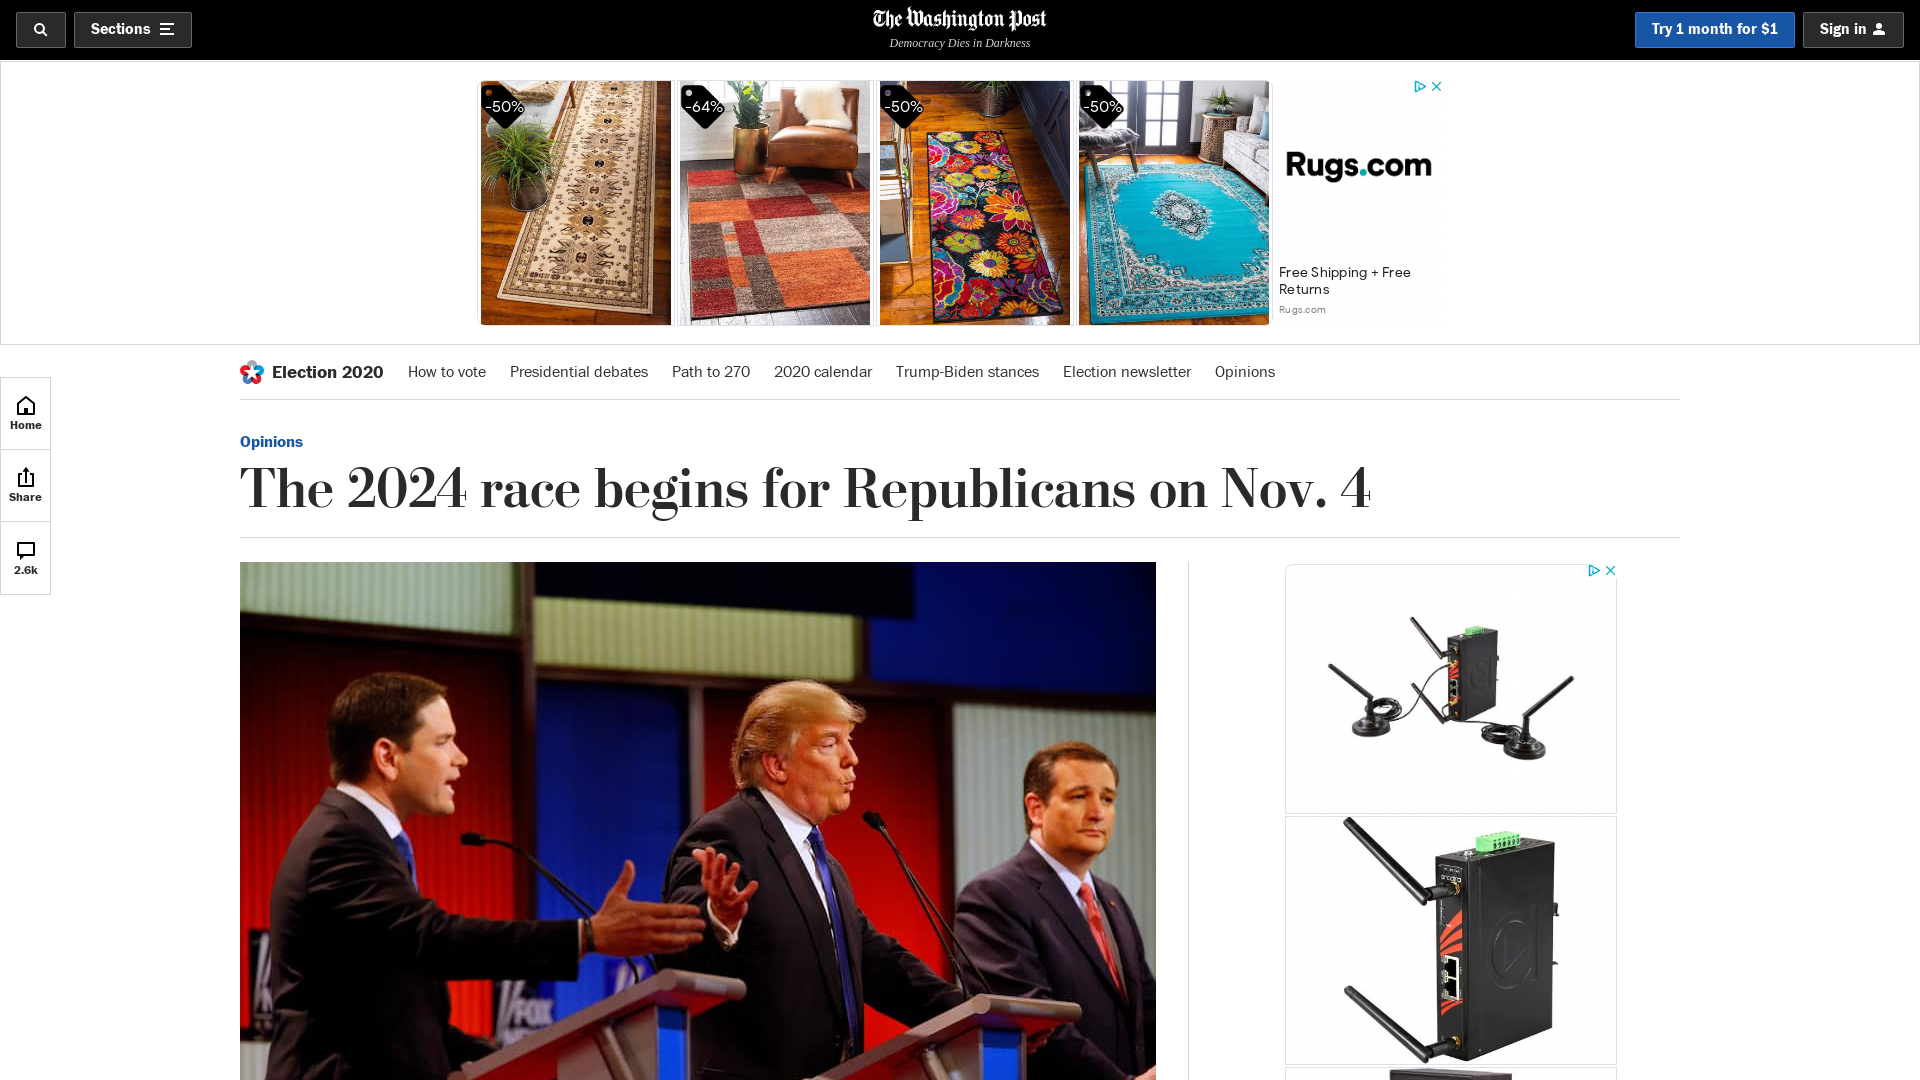 Sections
The Washington Post
Democracy Dies in Darkness
Try 1 month for $1
Sign in
-50%
-64%
-50%
-50%
Rugs.com
Free Shipping + Free
Returns
Rugs.com
Election 2020
How to vote
Presidential debates
Path to 270
2020 calendar
Trump-Biden stances
Election newsletter
Opinions
Home
Share
2.6k
Opinions
The 2024 race begins for Republicans on Nov. 4
FOX